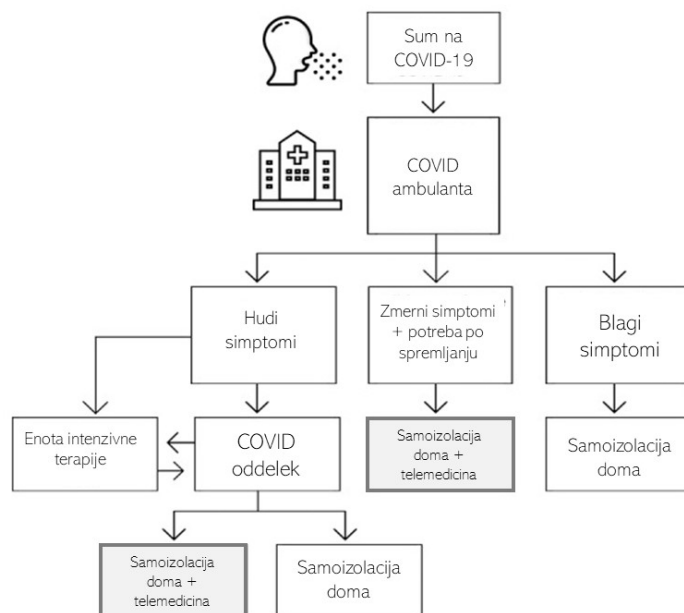 Sum na
COVID-19
COVID
ambulanta
Hudi
simptomi
Zmerni simptomi
+ potreba po
spremljanju
Blagi
simptomi
Enota intenzivne
terapije
COVID
oddelek
Samoizolacija
doma +
telemedicina
Samoizolacija
doma
Samoizolacija
doma +
telemedicina
Samoizolacija
doma